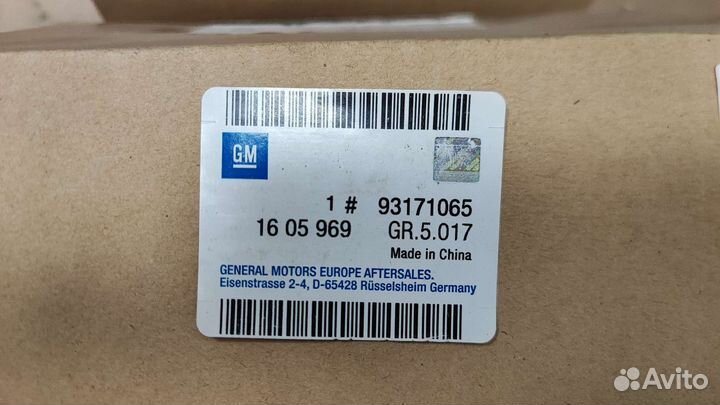 GM
1 # 93171065
16 05 969 GR.5.017
Made in China
GENERAL MOTORS EUROPE AFTERSALES.
Eisenstrasse 2-4, D-65428 Rüsselsheim Germany
Avito